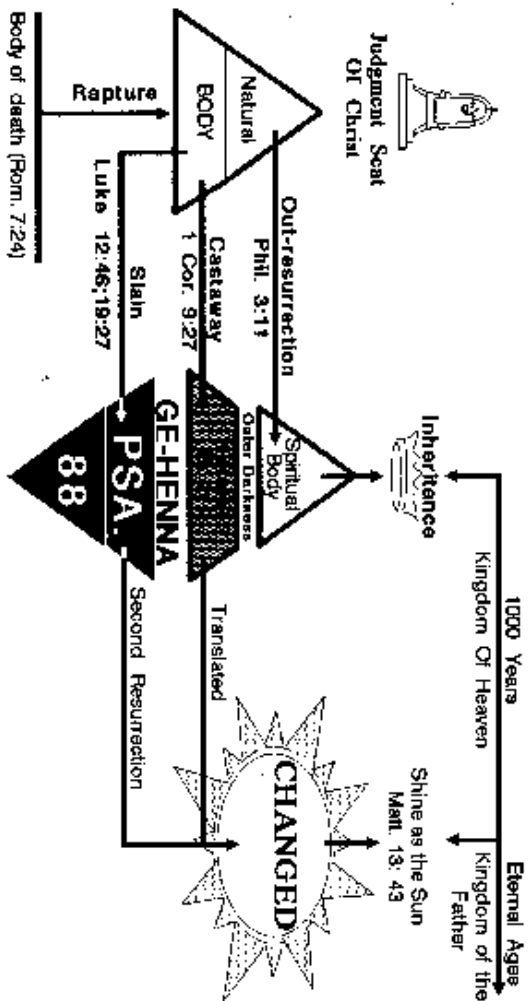 Judgment Seat
Of Christ
Natural
BODY
Rapture
Body of death (Rom. 7:24)
Out-resurrection
Phil. 3:11
Castaway
1 Cor. 9:27
Slain
Luke 12:46;19:27
Inheritence
Spiritual
Body
Outer Darkness
GE-HENNA
PSA.
88
1000 Years
Kingdom Of Heaven
Eternal Ages
Kingdom of the
Father
Shine as the Sun
Matt. 13: 43
CHANGED
Translated
Second Resurrection